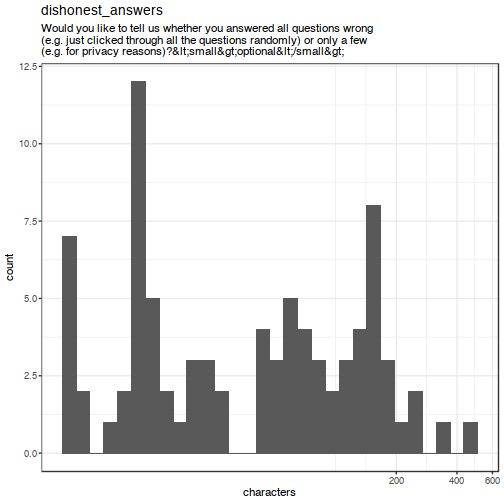 dishonest_answers
Would you like to tell us whether you answered all questions wrong
(e.g. just clicked through all the questions randomly) or only a few
(e.g. for privacy reasons)?&lt;small&gt;optional&lt;/small&gt;
12.5
10.0
7.5
5.0
2.5
0.0
count
200
400
600
characters